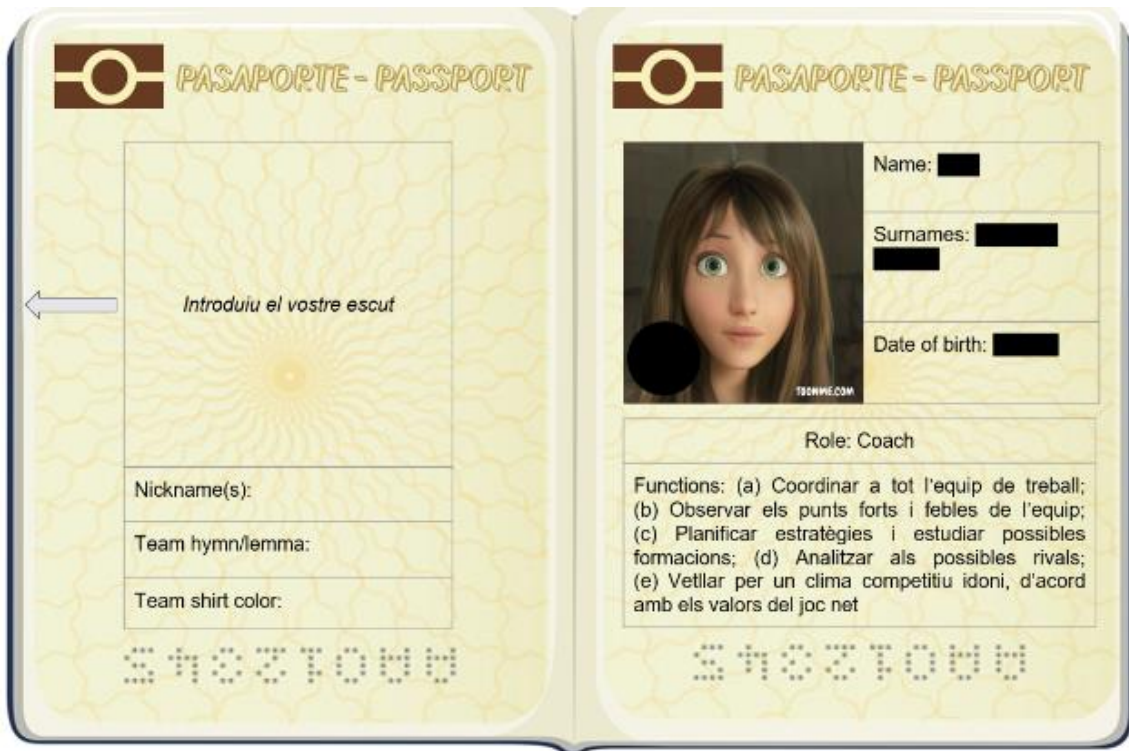 PASAPORTE - PASSPORT
Introduïu el vostre escut
Nickname(s):
Team hymn/lemma:
Team shirt color:
PASAPORTE - PASSPORT
Name:
Surnames:
Date of birth:
TOONME.COM
Role: Coach
Functions: (a) Coordinar a tot l'equip de treball;
(b) Observar els punts forts i febles de l'equip;
(c) Planificar estratègies i estudiar possibles
formacions; (d) Analitzar als possibles rivals;
(e) Vetllar per un clima competitiu idoni, d'acord
amb els valors del joc net